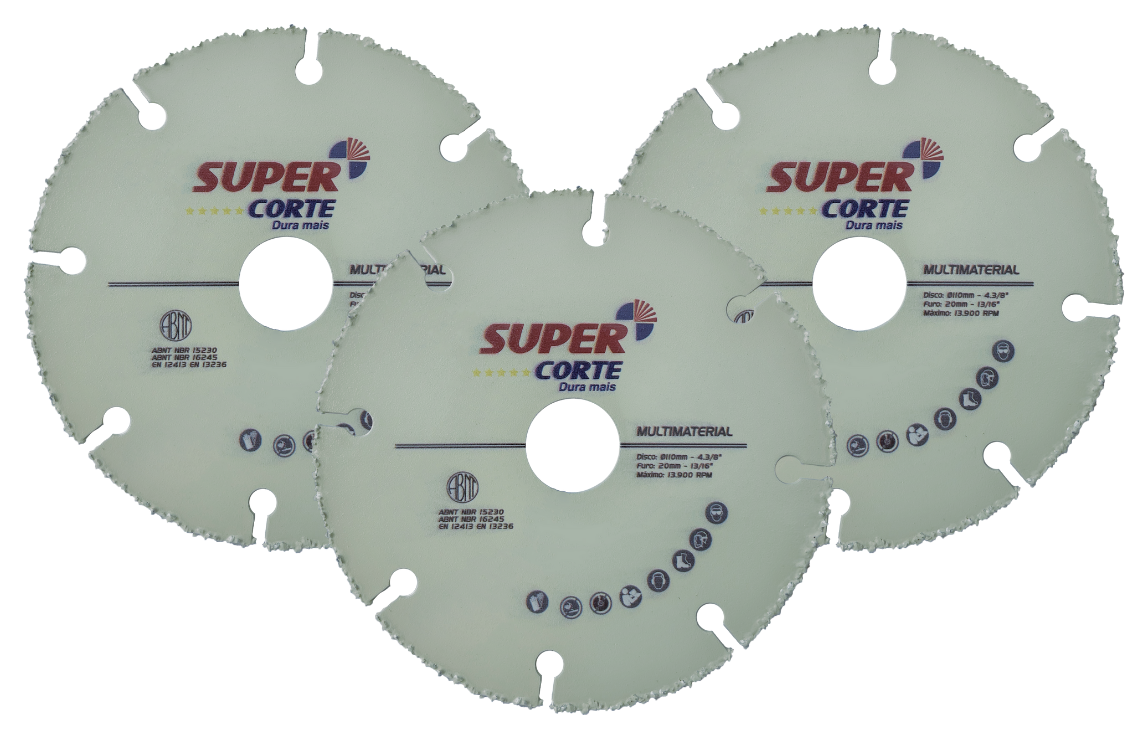 SUPER
CORTE
Dura mais
MULTIMATERIAL
Disc
Fu
ABNT
ABNT NBR 15230
ABNT NBR 16245
EN 12413 EN 13236
SUPER
CORTE
Dura mais
MULTIMATERIAL
Disco: Ø110mm - 4.3/8"
Furo: 20mm - 13/16"
Máximo: 13.900 RPM
SUPER
CORTE
Dura mais
MULTIMATERIAL
Disco: Ø110mm - 4.3/8"
Furo: 20mm - 13/16"
Máximo: 13.900 RPM
ABNT
ABNT NBR 15230
ABNT NBR 16245
EN 12413 EN 13236